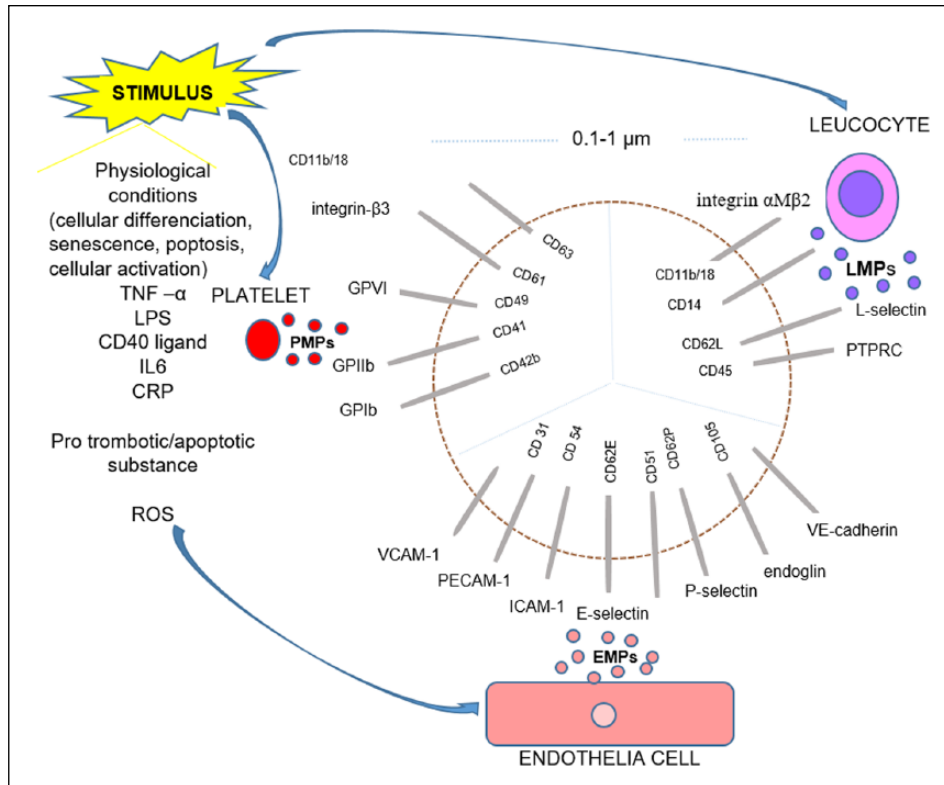 STIMULUS
Physiological
conditions
(cellular differenciation,
senescence, poptosis,
cellular activation)
TNF –α
LPS
CD40 ligand
IL6
CRP
Pro trombotic/apoptotic
substance
ROS
PLATELET
PMPs
CD11b/18
integrin-β3
GPVI
GPIIb
GPIb
CD63
CD61
CD49
CD41
CD42b
0.1-1 μm
LEUCOCYTE
integrin αMβ2
LMPs
L-selectin
PTPRC
CD11b/18
CD14
CD62L
CD45
CD 31
CD 54
CD62E
CD51
CD62P
CD105
VCAM-1
PECAM-1
ICAM-1
E-selectin
P-selectin
endoglin
VE-cadherin
EMPs
ENDOTHELIA CELL